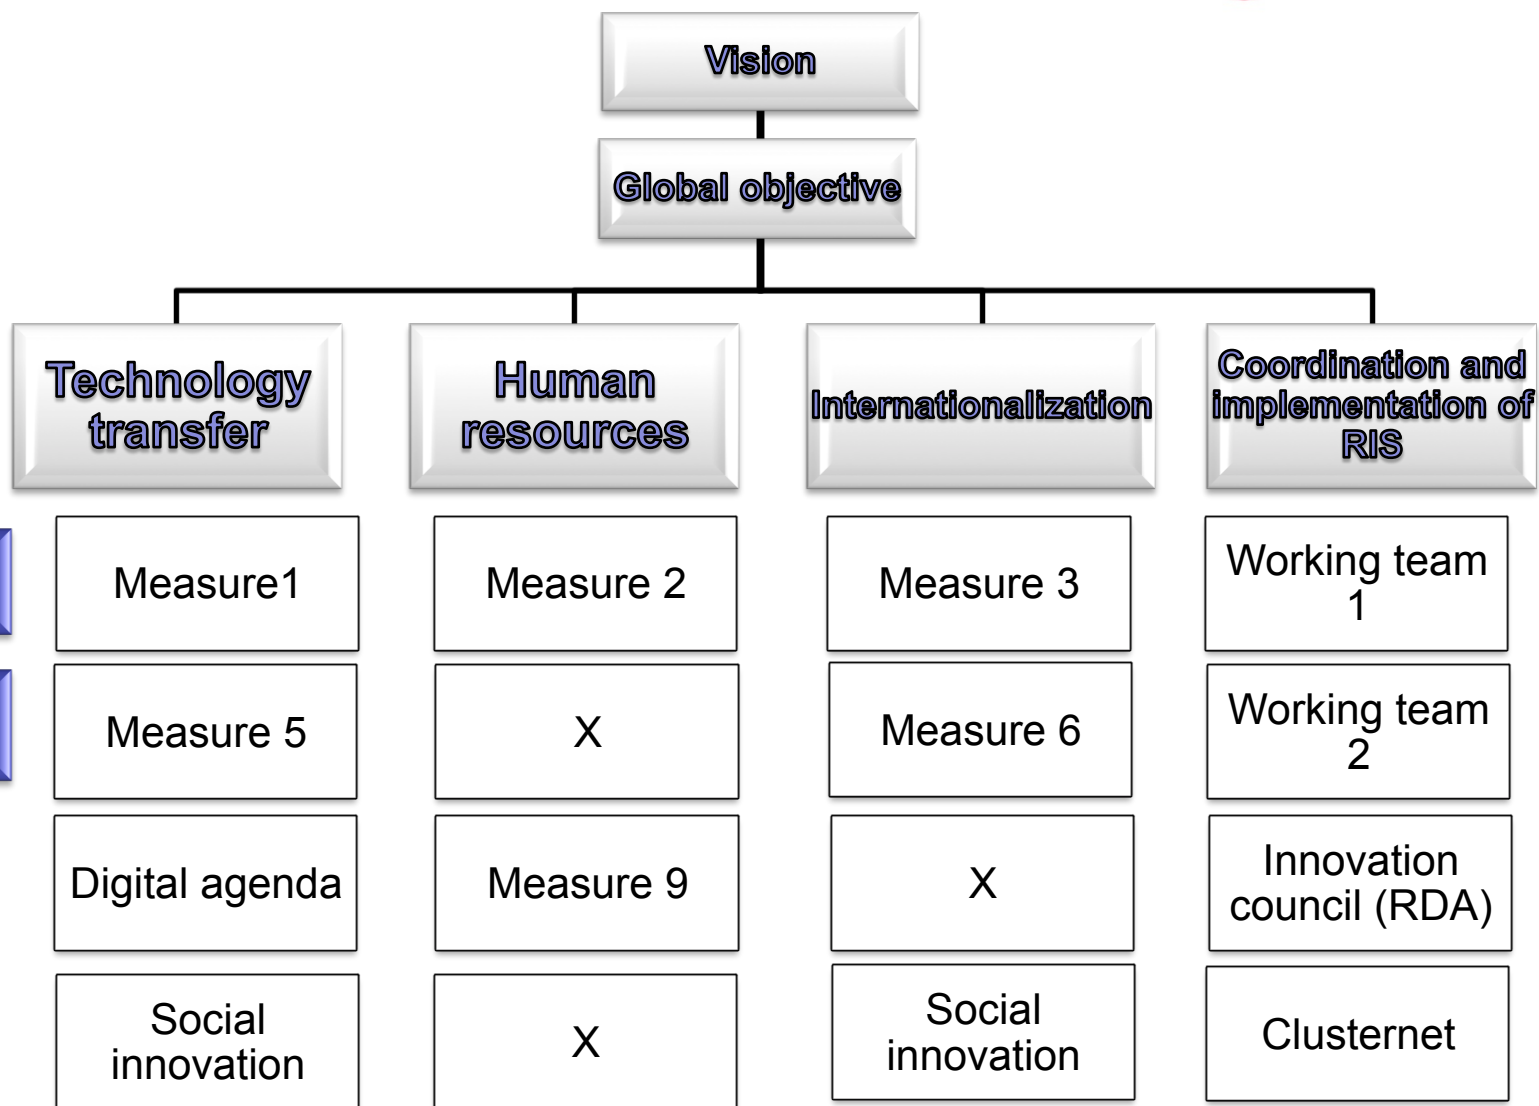 Vision
Global objective
Technology
transfer
Human
resources
Internationalization
Coordination and
implementation of
RIS
Measure1
Measure 2
Measure 3
Working team
1
Measure 5
X
Measure 6
Working team
2
Digital agenda
Measure 9
X
Innovation
council (RDA)
Social
innovation
X
Social
innovation
Clusternet